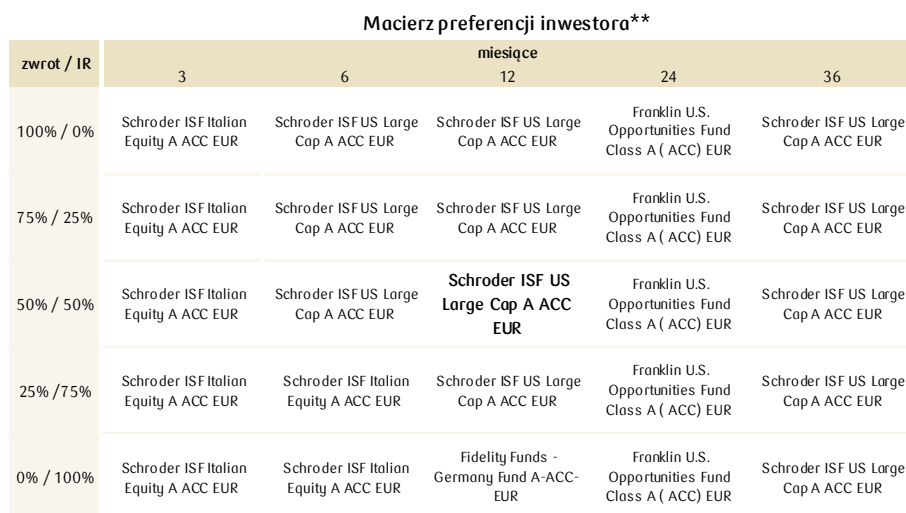 Macierz preferencji inwestora**
zwrot / IR
miesiące
3 6 12 24 36
100% / 0%
Schroder ISF Italian
Equity A ACC EUR
Schroder ISF US Large
Cap A ACC EUR
Schroder ISF US Large
Cap A ACC EUR
Franklin U.S.
Opportunities Fund
Class A ( ACC) EUR
Schroder ISF US Large
Cap A ACC EUR
75% / 25%
Schroder ISF Italian
Equity A ACC EUR
Schroder ISF US Large
Cap A ACC EUR
Schroder ISF US Large
Cap A ACC EUR
Franklin U.S.
Opportunities Fund
Class A ( ACC) EUR
Schroder ISF US Large
Cap A ACC EUR
50% / 50%
Schroder ISF Italian
Equity A ACC EUR
Schroder ISF US Large
Cap A ACC EUR
Schroder ISF US
Large Cap A ACC
EUR
Franklin U.S.
Opportunities Fund
Class A ( ACC) EUR
Schroder ISF US Large
Cap A ACC EUR
25% /75%
Schroder ISF Italian
Equity A ACC EUR
Schroder ISF Italian
Equity A ACC EUR
Schroder ISF US Large
Cap A ACC EUR
Franklin U.S.
Opportunities Fund
Class A ( ACC) EUR
Schroder ISF US Large
Cap A ACC EUR
0% / 100%
Schroder ISF Italian
Equity A ACC EUR
Schroder ISF Italian
Equity A ACC EUR
Fidelity Funds -
Germany Fund A-ACC-
EUR
Franklin U.S.
Opportunities Fund
Class A ( ACC) EUR
Schroder ISF US Large
Cap A ACC EUR